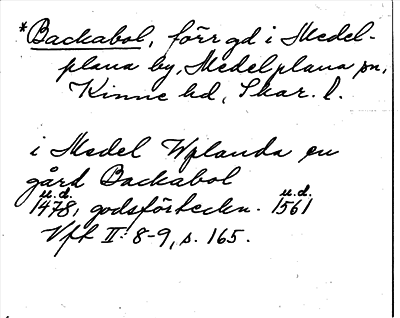 *Backabol, förr gd i Medel-
plana by, Medelplana sn,
Kinne hd, Skar. l.
i Medel Wplanda en
gård Backabol
u.d. u.d.
1478, godsförteckn. 1561
Vft II: 8-9, s. 165.